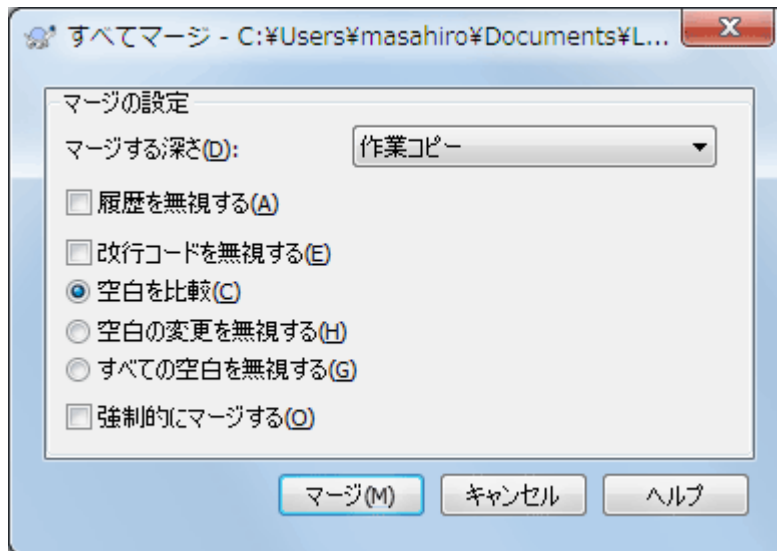 すべてマージ - C:¥Users¥masahiro¥Documents¥L...
マージの設定
マージする深さ(D): 作業コピー
履歴を無視する(A)
改行コードを無視する(E)
空白を比較(C)
空白の変更を無視する(H)
すべての空白を無視する(G)
強制的にマージする(O)
マージ(M) キャンセル ヘルプ